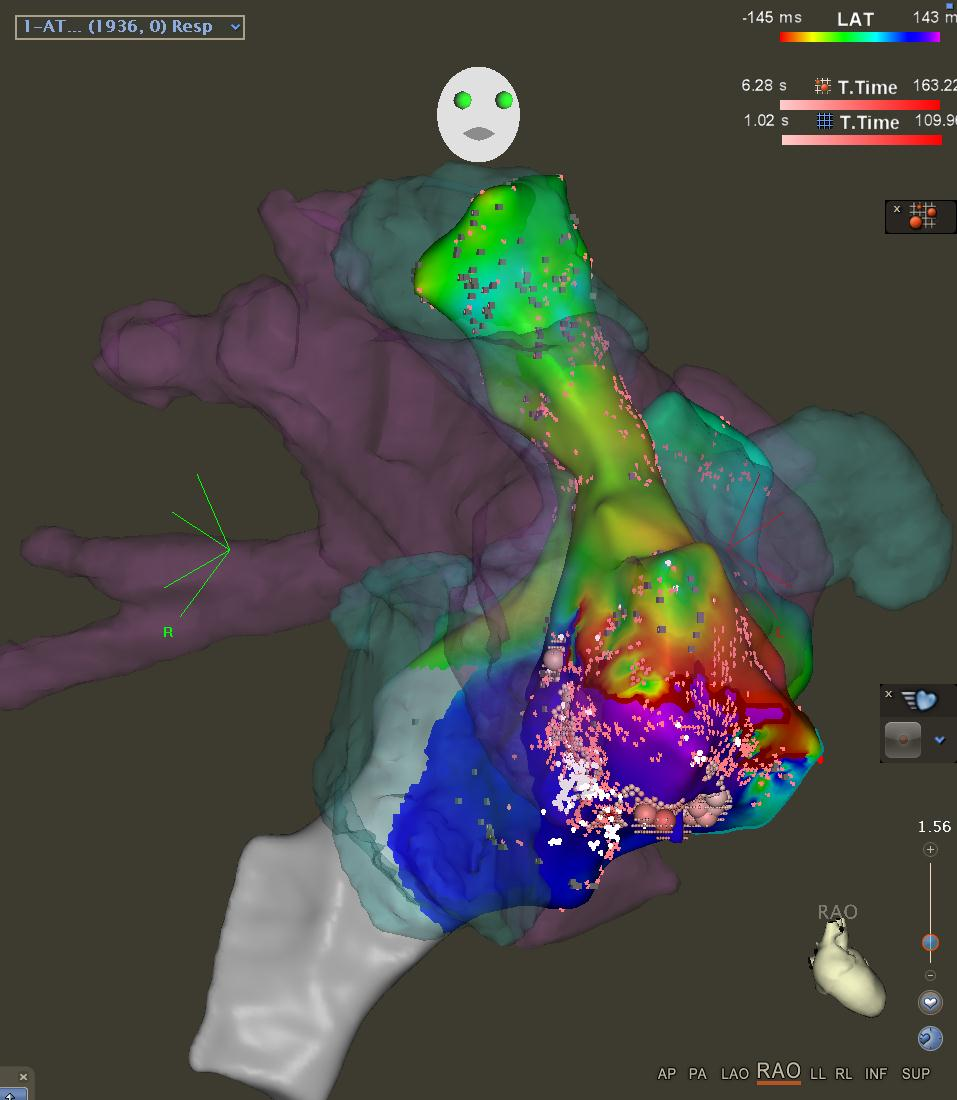 1-AT... (1936, 0) Resp
-145 ms LAT 143 m
6.28 s T.Time 163.22
1.02 s T.Time 109.96
x
R
L
x
1.56
RAO
AP PA LAO RAO LL RL INF SUP
x